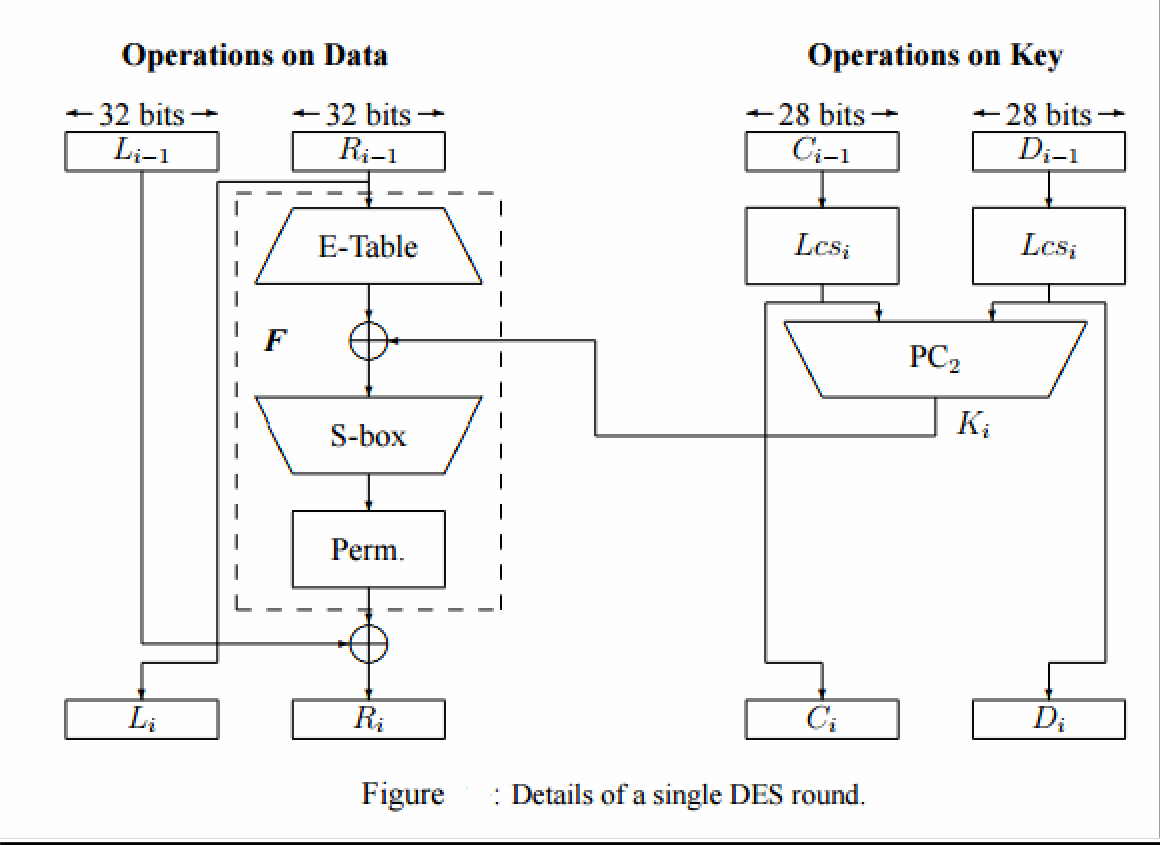 Operations on Data
Operations on Key
32 bits
32 bits
28 bits
28 bits
L_{i-1}
R_{i-1}
C_{i-1}
D_{i-1}
E-Table
Lcs_i
Lcs_i
F
PC_2
K_i
S-box
Perm.
L_i
R_i
C_i
D_i
Figure : Details of a single DES round.